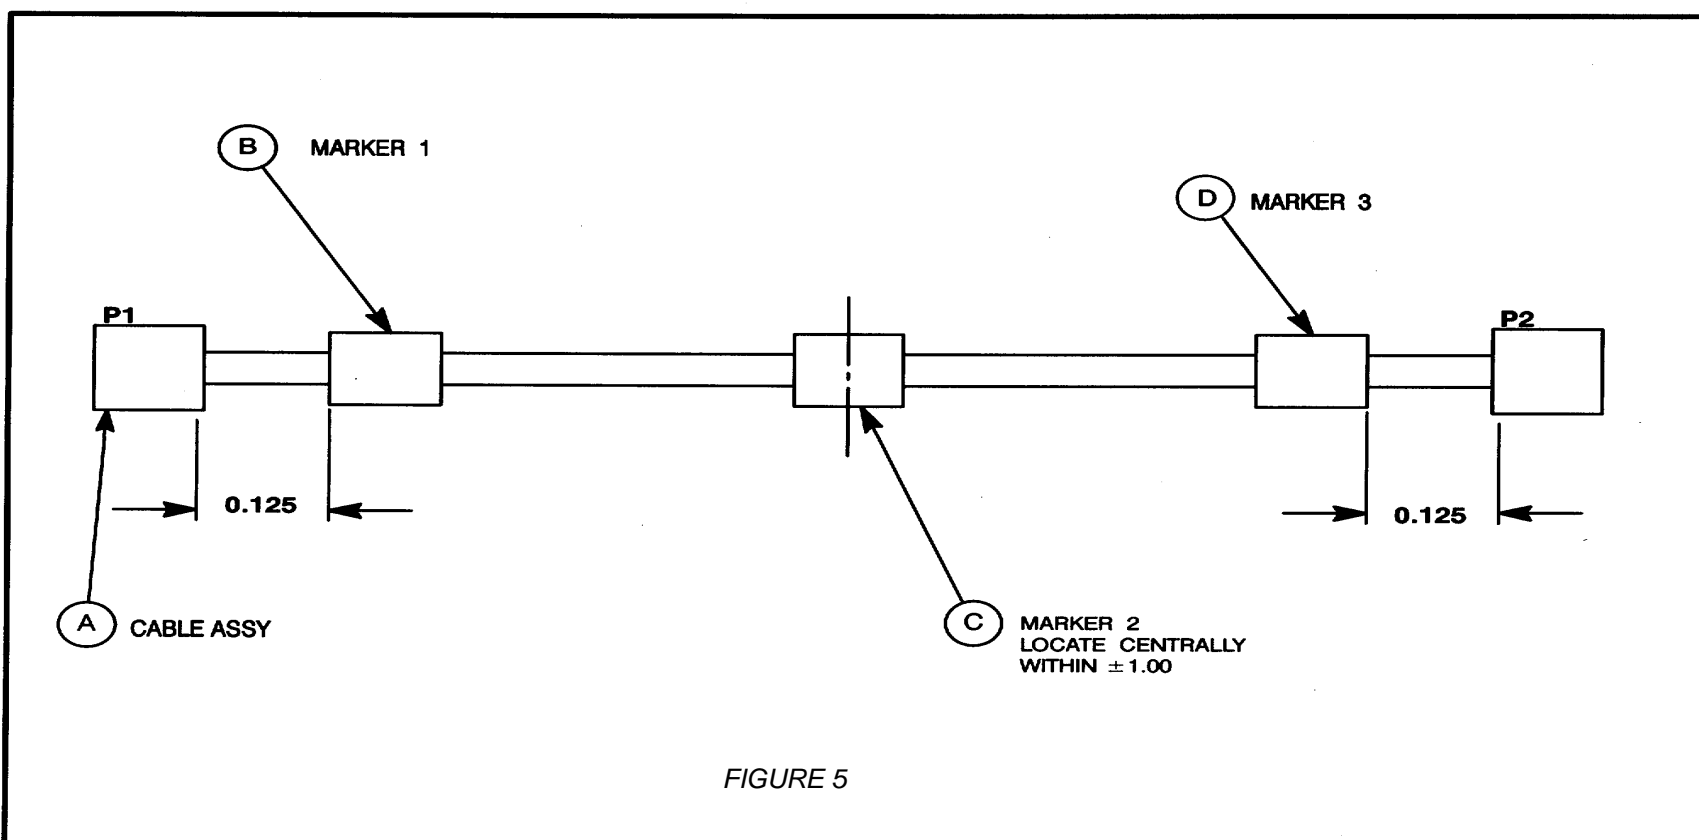 B MARKER 1
D MARKER 3
P1
P2
0.125
0.125
A CABLE ASSY
C MARKER 2
LOCATE CENTRALLY
WITHIN ±1.00
FIGURE 5